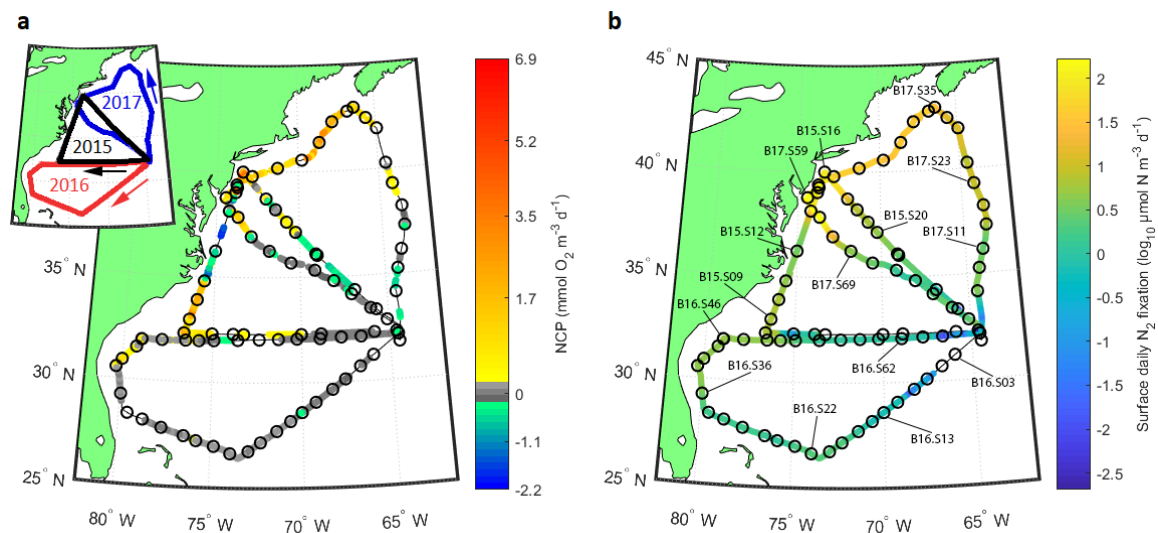 a
2017
2015
2016
35° N
30° N
25° N
80° W
75° W
70° W
65° W
6.9
5.2
3.5
1.7
0
-1.1
-2.2
NCP (mmol O₂ m⁻³ d⁻¹)
b
45° N
40° N
35° N
30° N
25° N
80° W
75° W
70° W
65° W
B17.S35
B15.S16
B17.S59
B17.S23
B15.S20
B15.S12
B17.S11
B17.S69
B15.S09
B16.S46
B16.S62
B16.S36
B16.S03
B16.S22
B16.S13
2
1.5
1
0.5
0
-0.5
-1
-1.5
-2
-2.5
Surface daily N₂ fixation (log₁₀ μmol N m⁻³ d⁻¹)